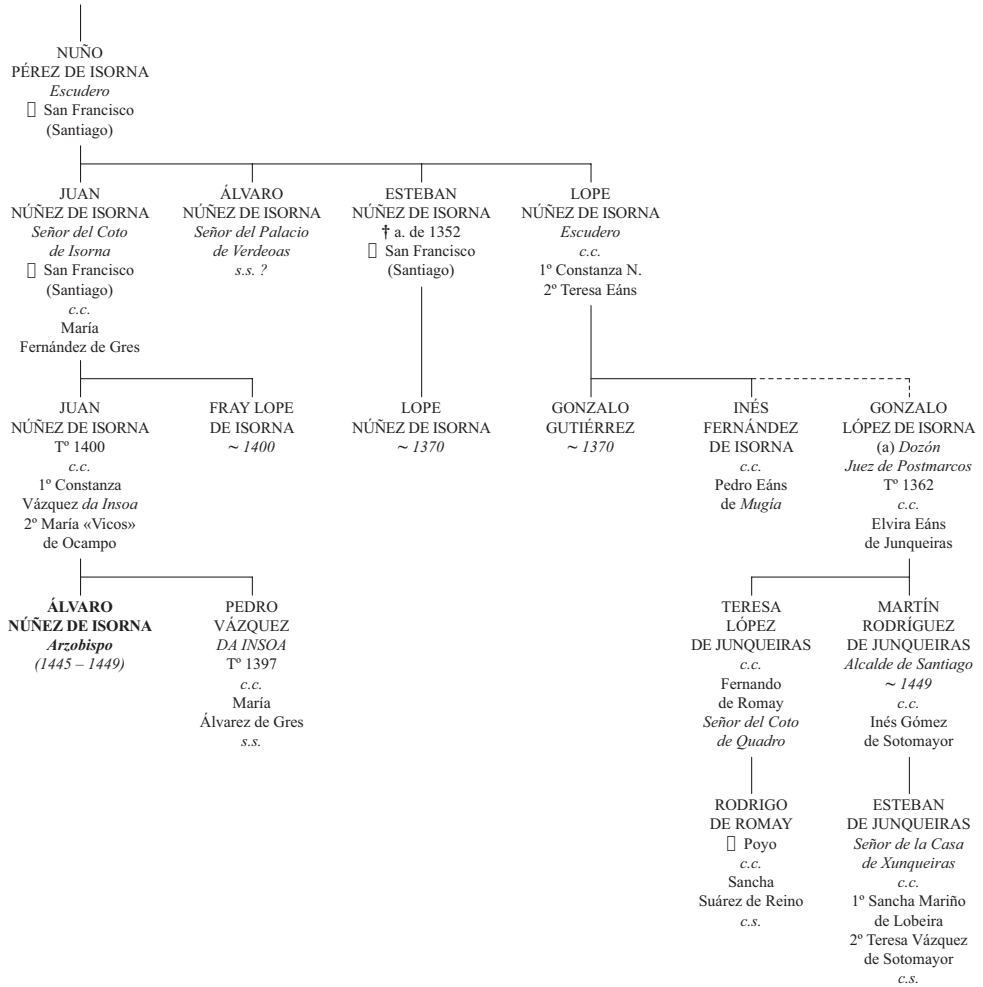 NUÑO
PÉREZ DE ISORNA
Escudero
▯ San Francisco
(Santiago)
JUAN
NÚÑEZ DE ISORNA
Señor del Coto
de Isorna
▯ San Francisco
(Santiago)
c.c.
María
Fernández de Gres
ÁLVARO
NÚÑEZ DE ISORNA
Señor del Palacio
de Verdeoas
s.s. ?
ESTEBAN
NÚÑEZ DE ISORNA
† a. de 1352
▯ San Francisco
(Santiago)
LOPE
NÚÑEZ DE ISORNA
Escudero
c.c.
1º Constanza N.
2º Teresa Eáns
JUAN
NÚÑEZ DE ISORNA
Tº 1400
c.c.
1º Constanza
Vázquez da Insoa
2º María «Vicos»
de Ocampo
FRAY LOPE
DE ISORNA
~ 1400
LOPE
NÚÑEZ DE ISORNA
~ 1370
GONZALO
GUTIÉRREZ
~ 1370
INÉS
FERNÁNDEZ
DE ISORNA
c.c.
Pedro Eáns
de Mugía
GONZALO
LÓPEZ DE ISORNA
(a) Dozón
Juez de Postmarcos
Tº 1362
c.c.
Elvira Eáns
de Junqueiras
ÁLVARO
NÚÑEZ DE ISORNA
Arzobispo
(1445 – 1449)
PEDRO
VÁZQUEZ
DA INSOA
Tº 1397
c.c.
María
Álvarez de Gres
s.s.
TERESA
LÓPEZ
DE JUNQUEIRAS
c.c.
Fernando
de Romay
Señor del Coto
de Quadro
MARTÍN
RODRÍGUEZ
DE JUNQUEIRAS
Alcalde de Santiago
~ 1449
c.c.
Inés Gómez
de Sotomayor
RODRIGO
DE ROMAY
▯ Poyo
c.c.
Sancha
Suárez de Reino
c.s.
ESTEBAN
DE JUNQUEIRAS
Señor de la Casa
de Xunqueiras
c.c.
1º Sancha Mariño
de Lobeira
2º Teresa Vázquez
de Sotomayor
c.s.